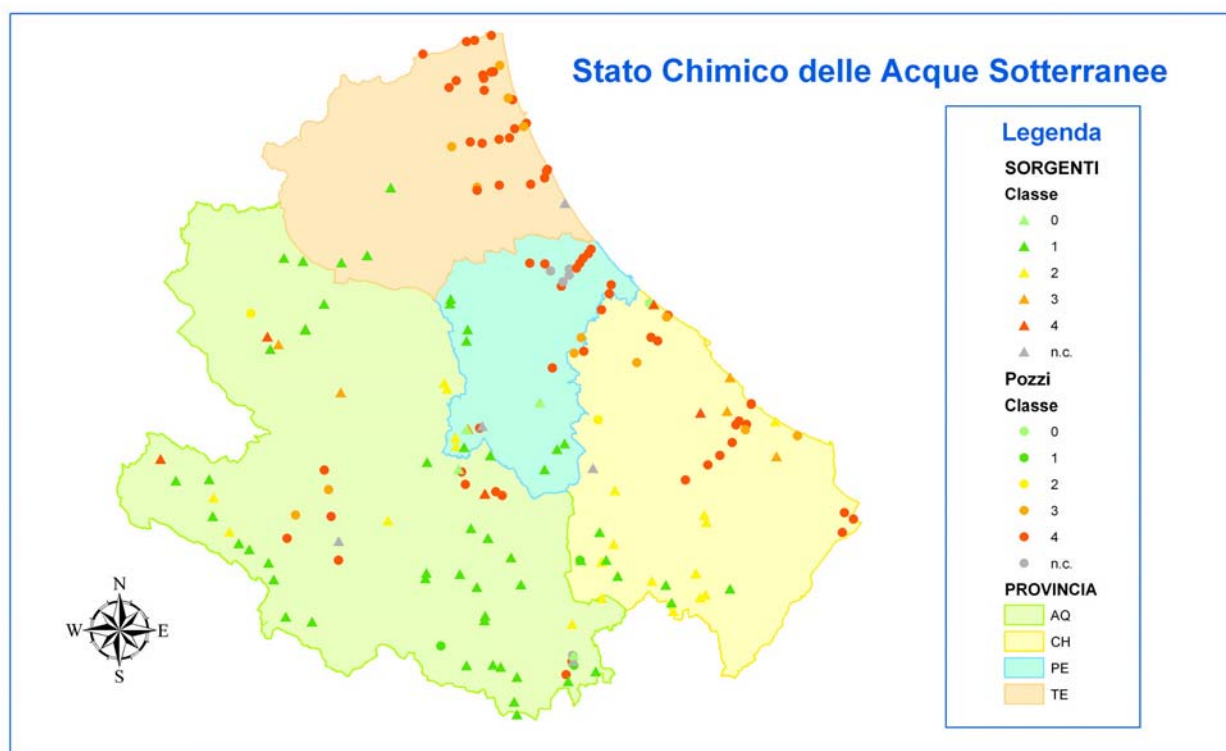 Stato Chimico delle Acque Sotterranee
Legenda
SORGENTI
Classe
0
1
2
3
4
n.c.
Pozzi
Classe
0
1
2
3
4
n.c.
PROVINCIA
AQ
CH
PE
TE
N
W E
S